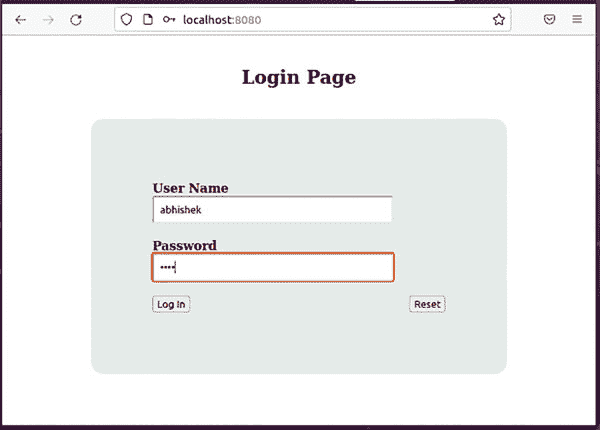 localhost:8080
Login Page
User Name
abhishek
Password
••••
Log In
Reset